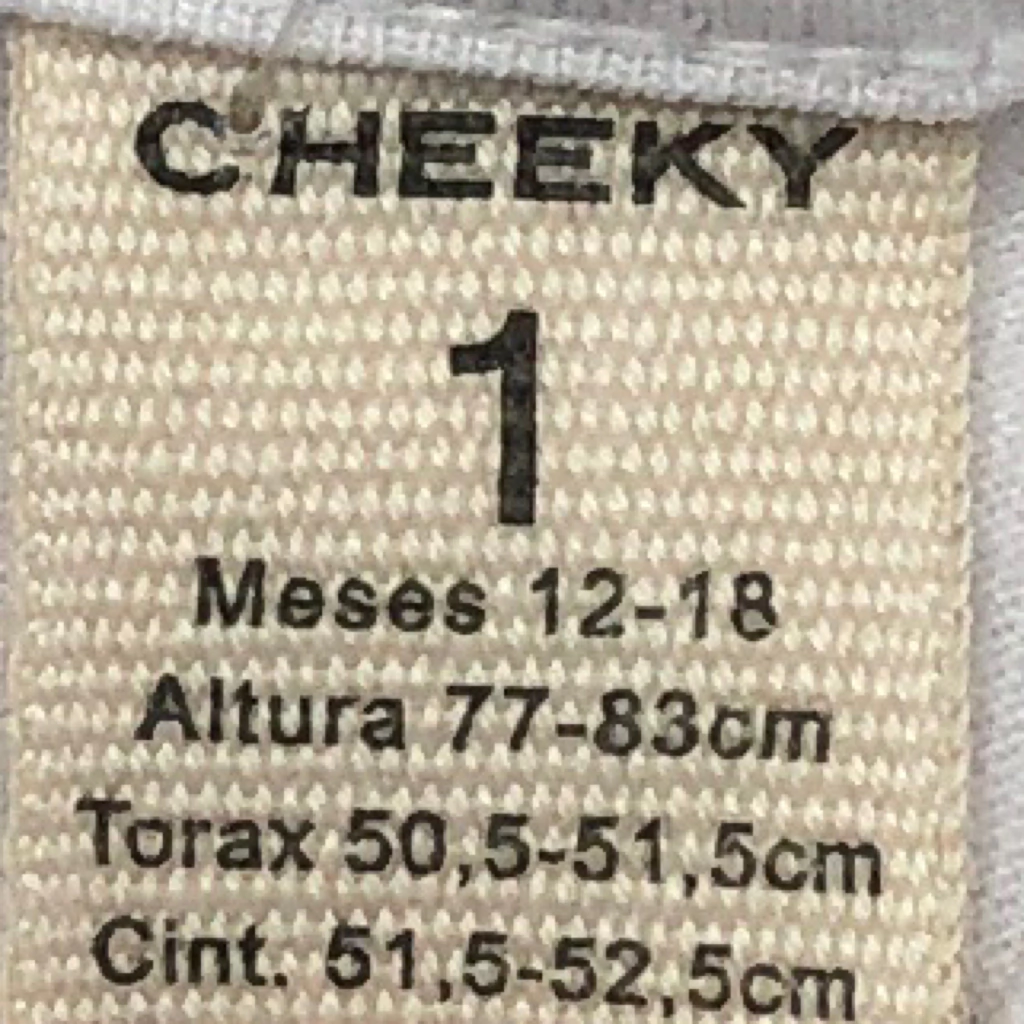 CHEEKY
1
Meses 12-18
Altura 77-83cm
Torax 50,5-51,5cm
Cint. 51,5-52,5cm